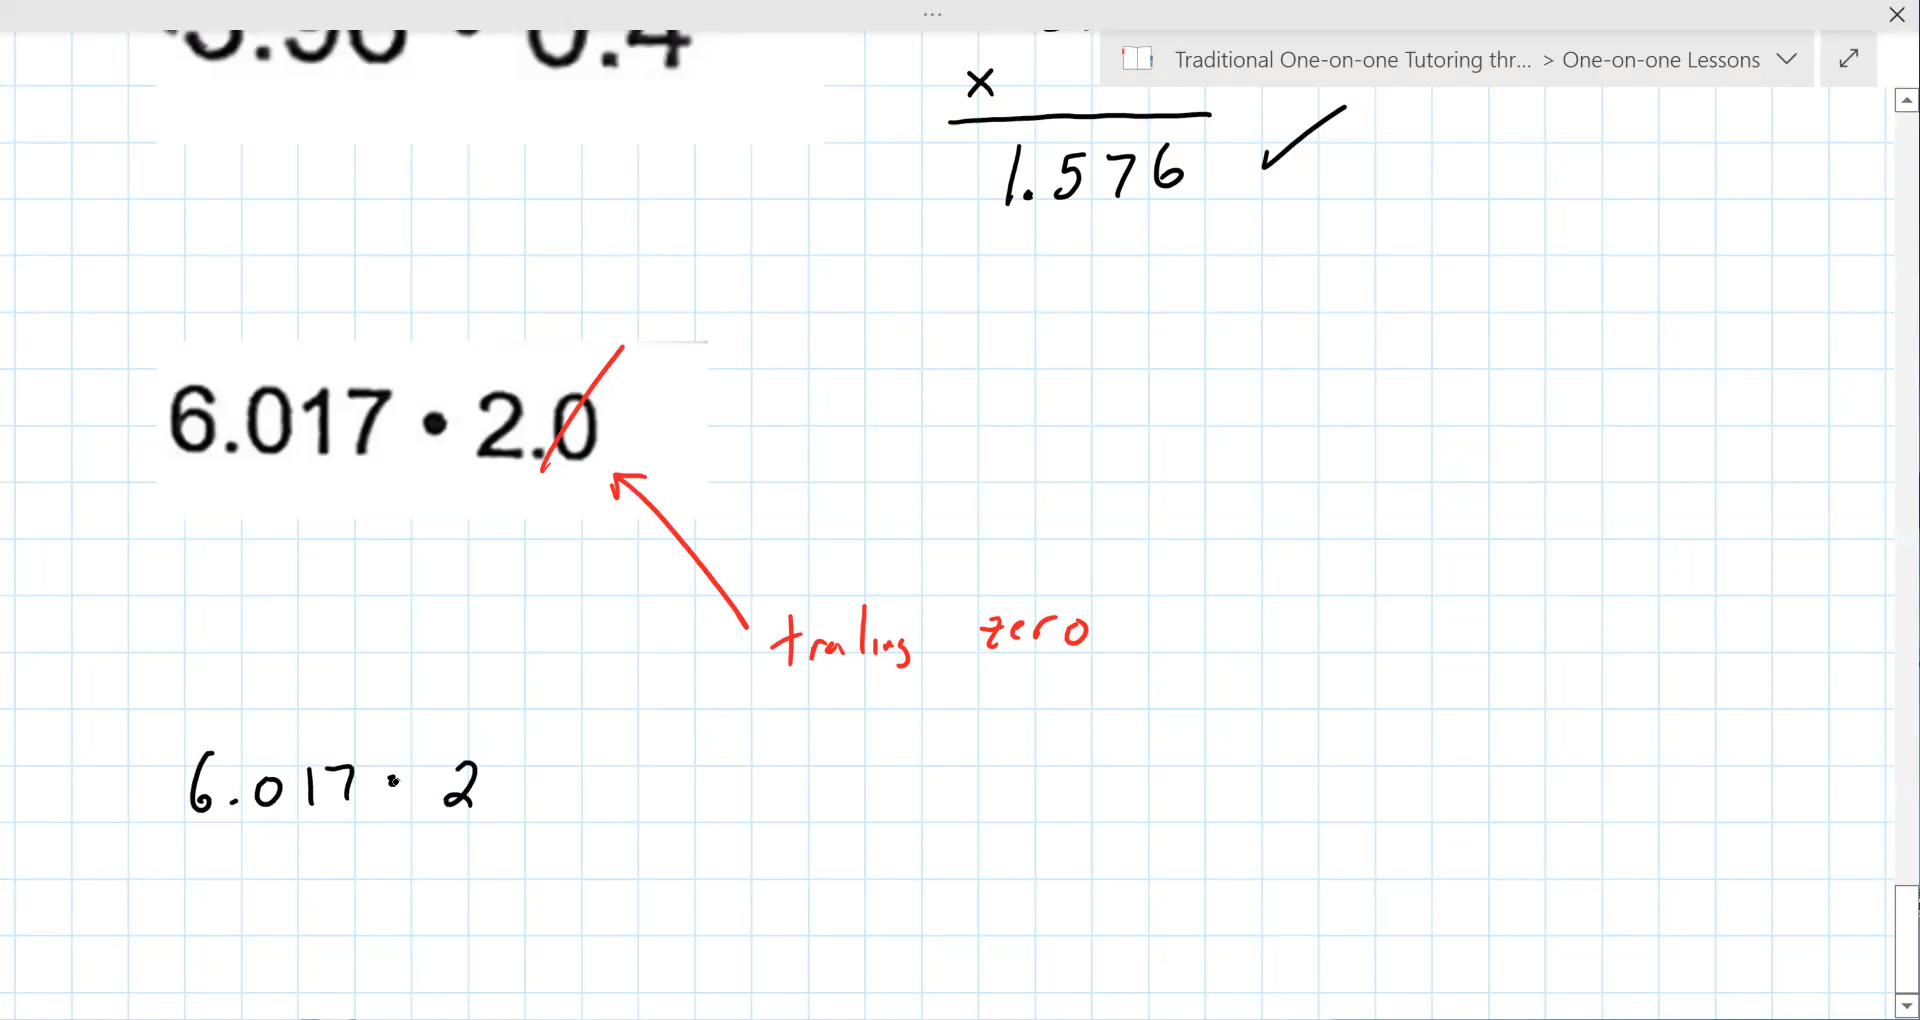 ...
Traditional One-on-one Tutoring thr... > One-on-one Lessons
x
1.576 ✓
6.017 • 2.0
trailing zero
6.017 · 2